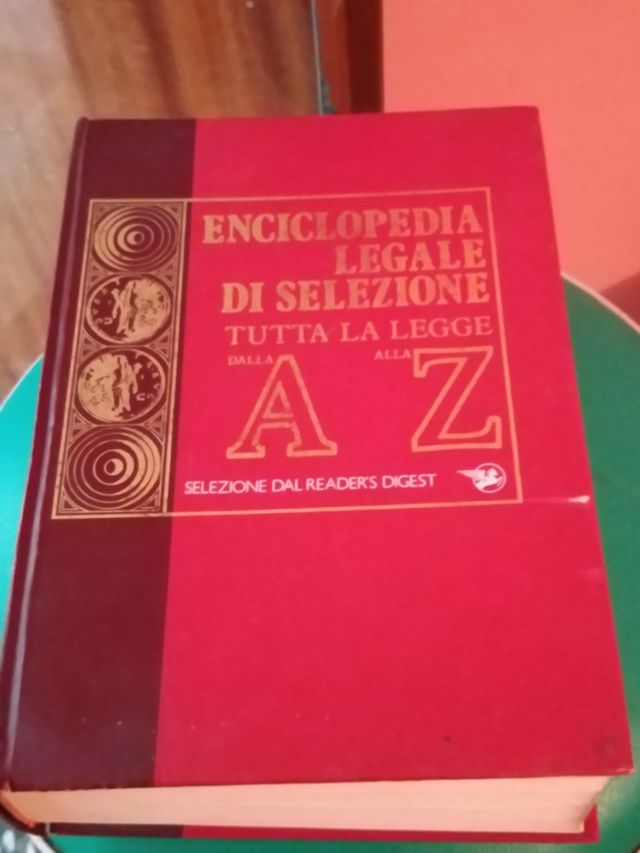 ENCICLOPEDIA
LEGALE
DI SELEZIONE
TUTTA LA LEGGE
DALLA A ALLA Z
SELEZIONE DAL READER'S DIGEST